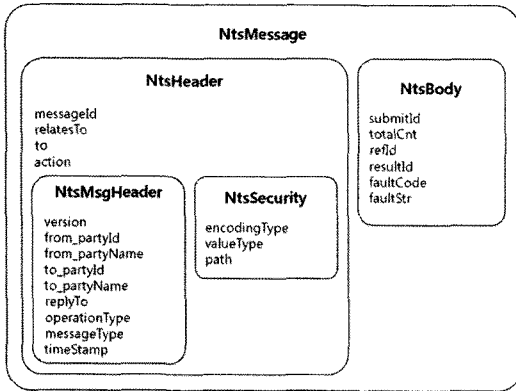 NtsMessage
NtsHeader
messageId
relatesTo
to
action
NtsMsgHeader
version
from_partyId
from_partyName
to_partyId
to_partyName
replyTo
operationType
messageType
timeStamp
NtsSecurity
encodingType
valueType
path
NtsBody
submitId
totalCnt
refId
resultId
faultCode
faultStr